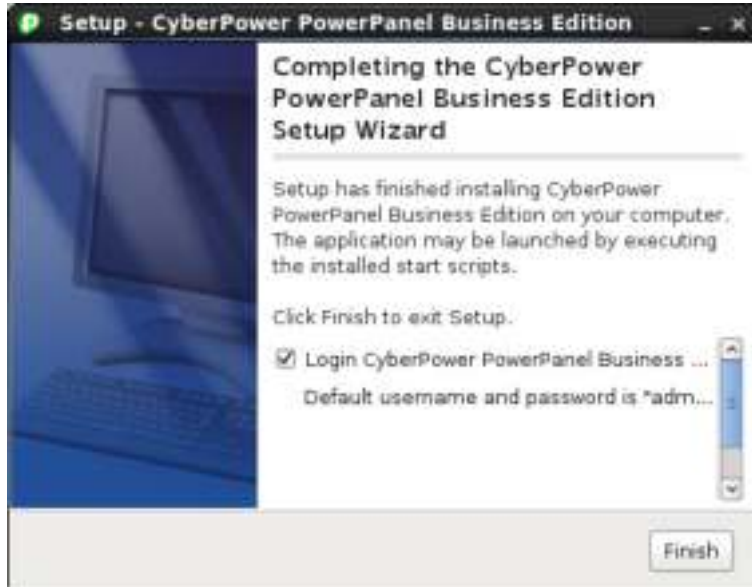 Setup - CyberPower PowerPanel Business Edition
Completing the CyberPower
PowerPanel Business Edition
Setup Wizard
Setup has finished installing CyberPower
PowerPanel Business Edition on your computer.
The application may be launched by executing
the installed start scripts.
Click Finish to exit Setup.
Login CyberPower PowerPanel Business ...
Default username and password is "adm...
Finish